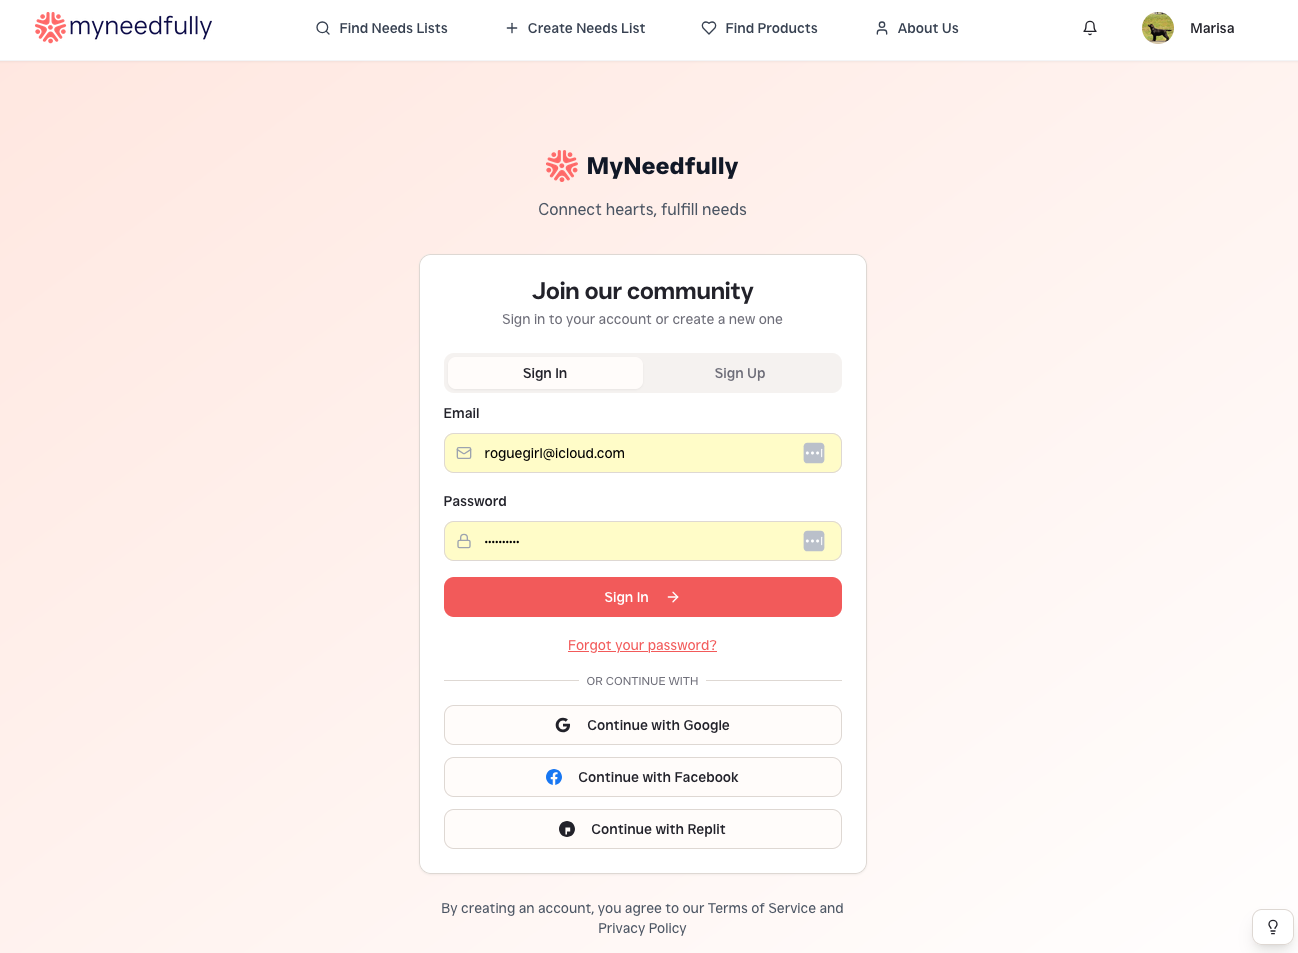 myneedfully
Find Needs Lists
Create Needs List
Find Products
About Us
Marisa
MyNeedfully
Connect hearts, fulfill needs
Join our community
Sign in to your account or create a new one
Sign In
Sign Up
Email
roguegirl@icloud.com
Password
••••••••••
Sign In
Forgot your password?
OR CONTINUE WITH
Continue with Google
Continue with Facebook
Continue with Replit
By creating an account, you agree to our Terms of Service and
Privacy Policy